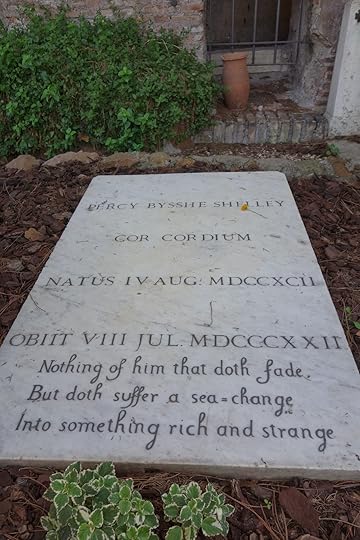 PERCY BYSSHE SHELLEY
COR CORDIUM
NATUS IV AUG. MDCCXCII
OBIIT VIII JUL. MDCCCXXII
Nothing of him that doth fade,
But doth suffer a sea=change
Into something rich and strange